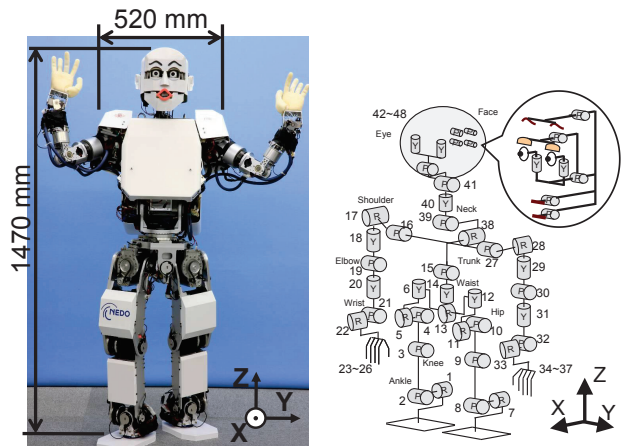 520 mm
1470 mm
NEDO
Z
Y
X
42~48
Face
Eye
Y
Y
P
P
41
40
Y
Neck
39
P
38
Shoulder
17
R
P
16
R
P
27
R
28
18
Y
Trunk
Y
29
Elbow
19
P
15
P
P
30
20
Y
6
Y
14
Y
Waist
12
Y
Y
31
Wrist
21
P
R
P
R
R
P
Hip
P
32
22
R
5
4
13
11
10
33
R
23~26
3
P
Knee
9
P
34~37
Ankle
1
2
P
R
8
P
R
7
P
P
Y
Y
P
P
P
Z
X
Y